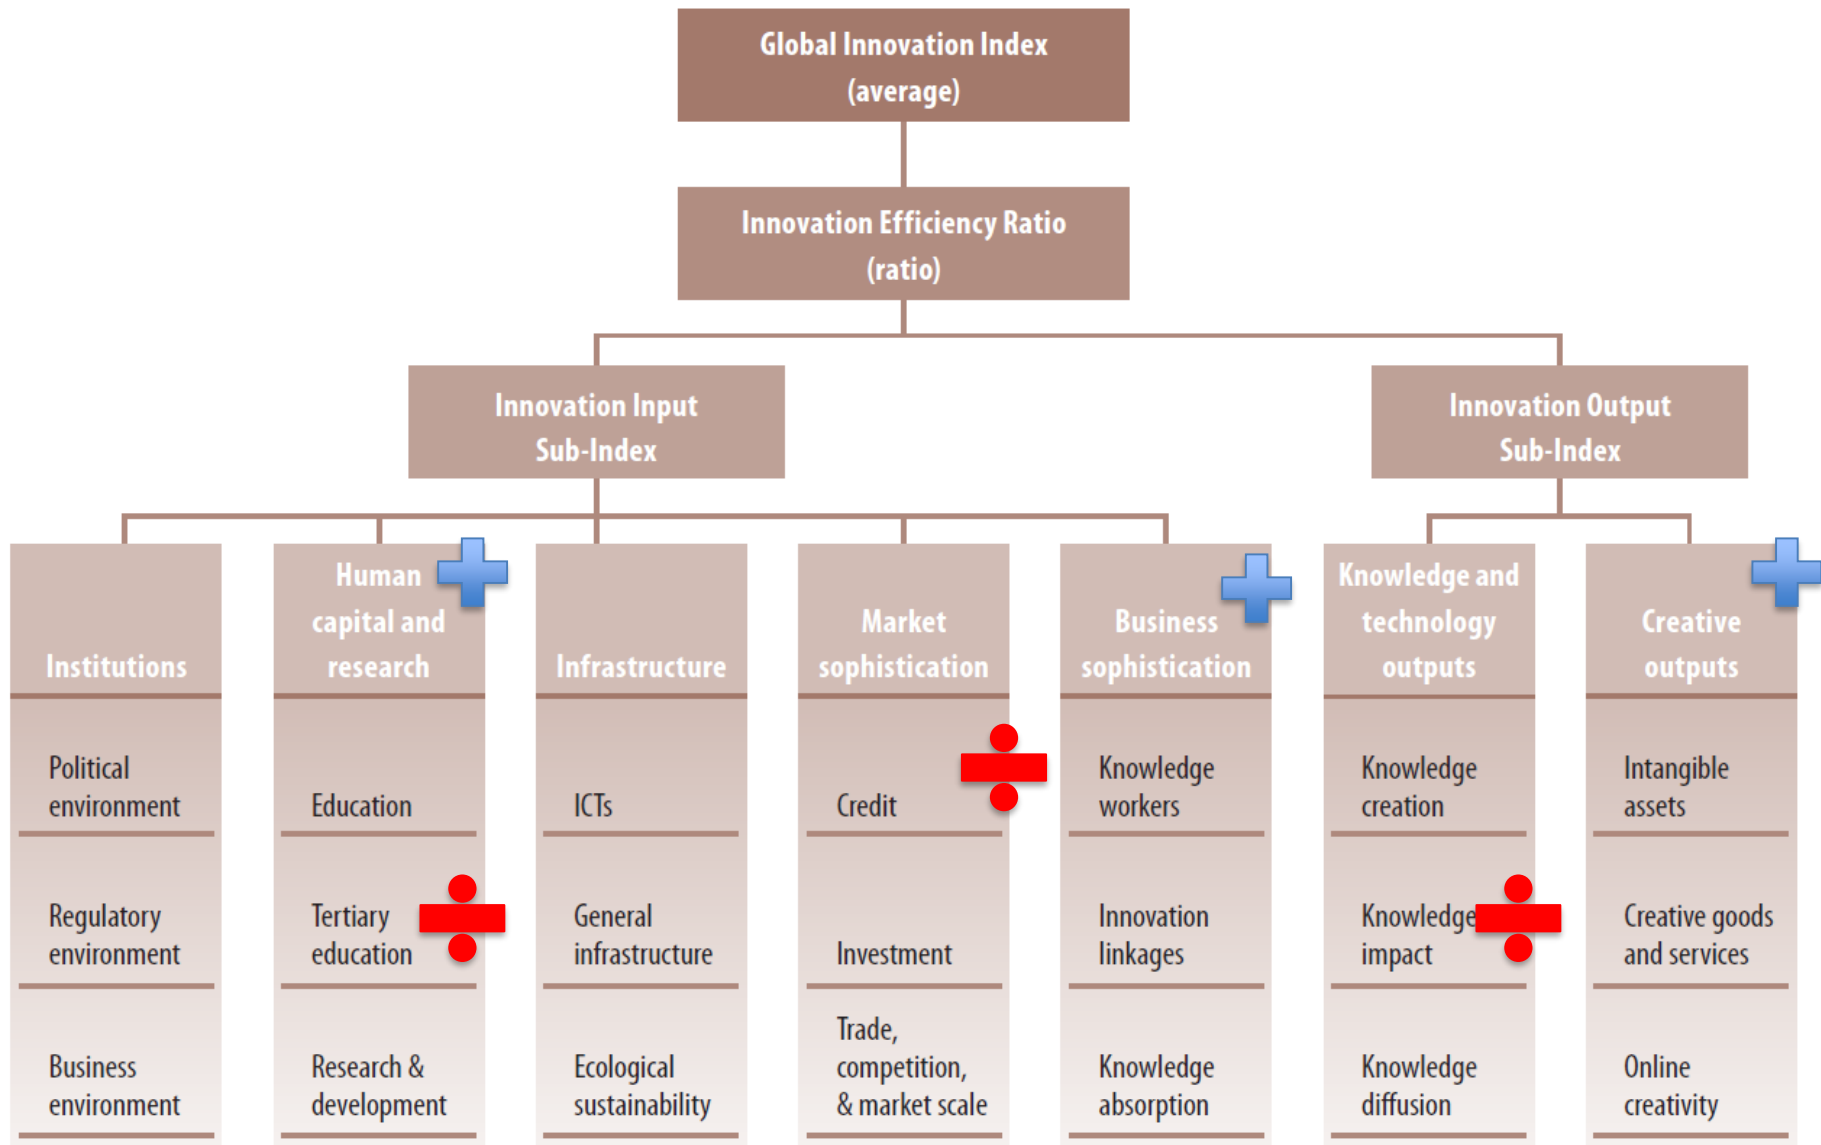 Global Innovation Index
(average)
Innovation Efficiency Ratio
(ratio)
Innovation Input
Sub-Index
Innovation Output
Sub-Index
Institutions
Political
environment
Regulatory
environment
Business
environment
Human
capital and
research
Education
Tertiary
education
Research &
development
Infrastructure
ICTs
General
infrastructure
Ecological
sustainability
Market
sophistication
Credit
Investment
Trade,
competition,
& market scale
Business
sophistication
Knowledge
workers
Innovation
linkages
Knowledge
absorption
Knowledge and
technology
outputs
Knowledge
creation
Knowledge
impact
Knowledge
diffusion
Creative
outputs
Intangible
assets
Creative goods
and services
Online
creativity